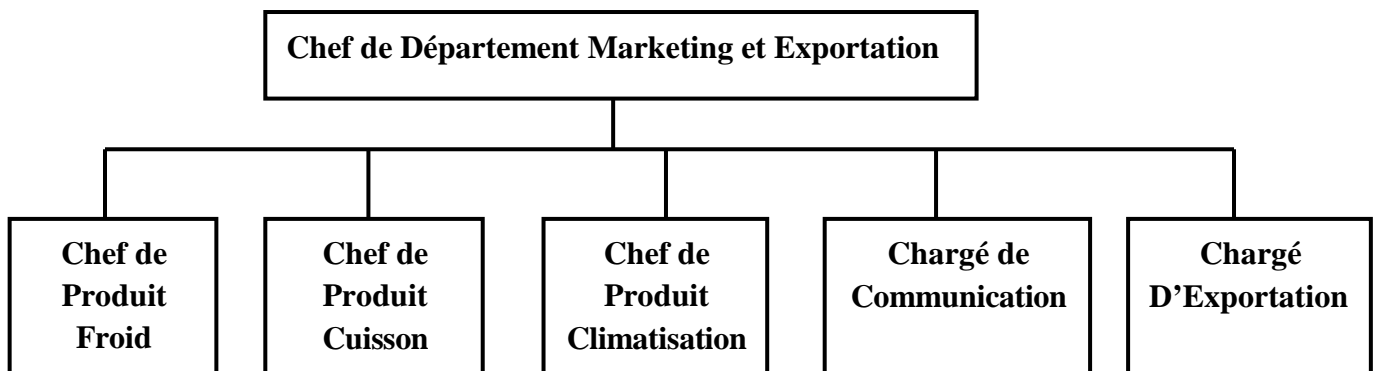 Chef de Département Marketing et Exportation
Chef de
Produit
Froid
Chef de
Produit
Cuisson
Chef de
Produit
Climatisation
Chargé de
Communication
Chargé
D’Exportation